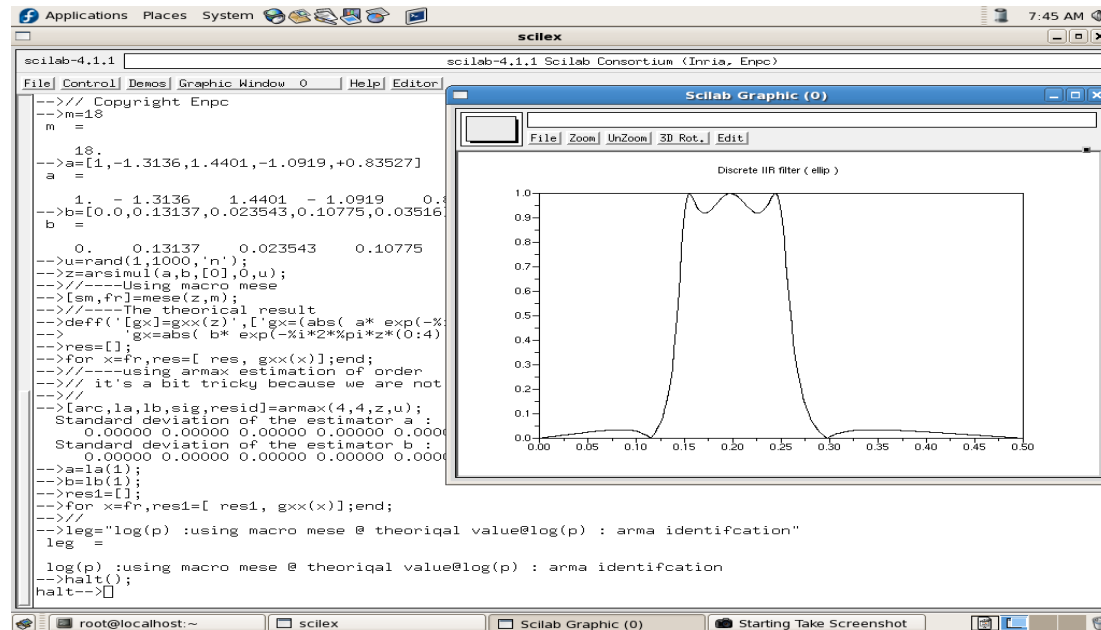 Applications Places System 7:45 AM
scilex
scilab-4.1.1 scilab-4.1.1 Scilab Consortium (Inria, Enpc)
File Control Demos Graphic Window 0 Help Editor
-->// Copyright Enpc
-->m=18
m =
18.
-->a=[1,-1.3136,1.4401,-1.0919,+0.83527]
a =
1. - 1.3136 1.4401 - 1.0919
-->b=[0.0,0.13137,0.023543,0.10775,0.03516]
b =
0. 0.13137 0.023543 0.10775
-->u=rand(1,1000,'n');
-->z=arsimul(a,b,[0],0,u);
-->//----Using macro mese
-->[sm,fr]=mese(z,m);
-->//----The theorical result
-->deff('[gx]=gxx(z)',['gx=(abs( a* exp(-%i
--> 'gx=abs( b* exp(-%i*2*%pi*z*(0:4)
-->res=[];
-->for x=fr,res=[ res, gxx(x)];end;
-->//----using armax estimation of order
-->// it's a bit tricky because we are not
-->//
-->[arc,la,lb,sig,resid]=armax(4,4,z,u);
Standard deviation of the estimator a :
0.00000 0.00000 0.00000 0.00000 0.0000
Standard deviation of the estimator b :
0.00000 0.00000 0.00000 0.00000 0.0000
-->a=la(1);
-->b=lb(1);
-->res1=[];
-->for x=fr,res1=[ res1, gxx(x)];end;
-->//
-->leg="log(p) :using macro mese @ theoriqal value@log(p) : arma identifcation"
leg =
log(p) :using macro mese @ theoriqal value@log(p) : arma identifcation
-->halt();
halt-->
Scilab Graphic (0)
File Zoom UnZoom 3D Rot. Edit
Discrete IIR filter ( ellip )
1.0
0.9
0.8
0.7
0.6
0.5
0.4
0.3
0.2
0.1
0.0
0.00 0.05 0.10 0.15 0.20 0.25 0.30 0.35 0.40 0.45 0.50
root@localhost:~ scilex Scilab Graphic (0) Starting Take Screenshot